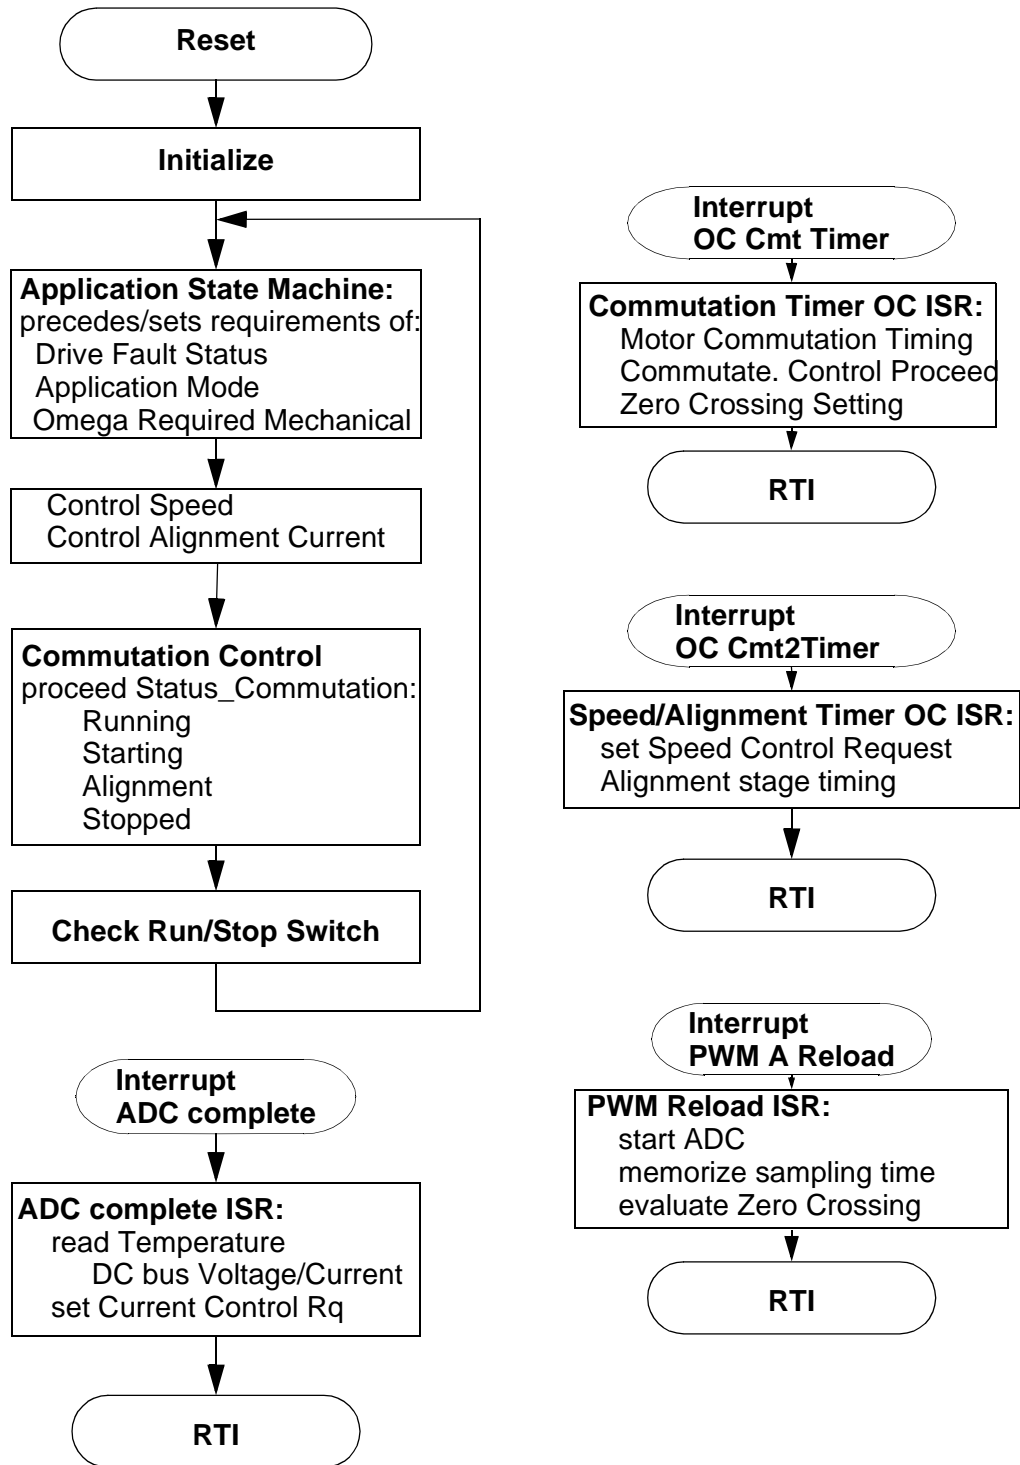 Reset
Initialize
Application State Machine:
precedes/sets requirements of:
Drive Fault Status
Application Mode
Omega Required Mechanical
Control Speed
Control Alignment Current
Commutation Control
proceed Status_Commutation:
Running
Starting
Alignment
Stopped
Check Run/Stop Switch
Interrupt
ADC complete
ADC complete ISR:
read Temperature
DC bus Voltage/Current
set Current Control Rq
RTI
Interrupt
OC Cmt Timer
Commutation Timer OC ISR:
Motor Commutation Timing
Commutate. Control Proceed
Zero Crossing Setting
RTI
Interrupt
OC Cmt2Timer
Speed/Alignment Timer OC ISR:
set Speed Control Request
Alignment stage timing
RTI
Interrupt
PWM A Reload
PWM Reload ISR:
start ADC
memorize sampling time
evaluate Zero Crossing
RTI